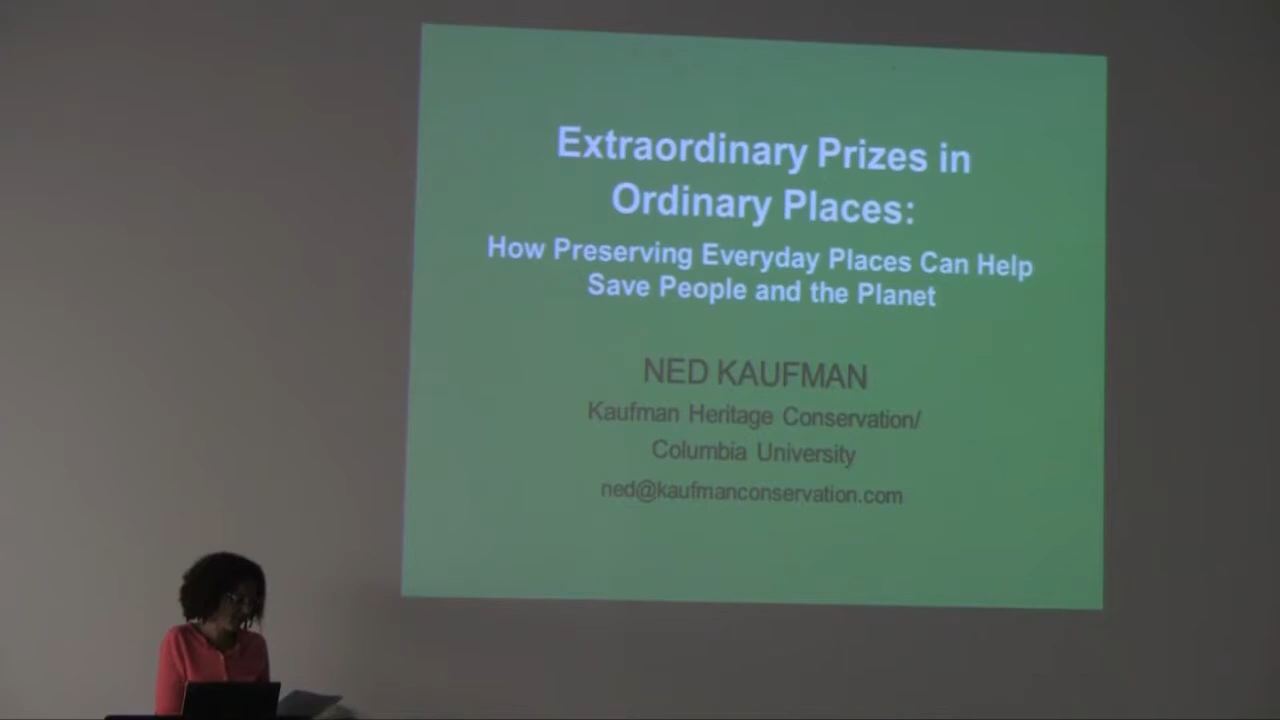 Extraordinary Prizes in
Ordinary Places:
How Preserving Everyday Places Can Help
Save People and the Planet
NED KAUFMAN
Kaufman Heritage Conservation/
Columbia University
ned@kaufmanconservation.com